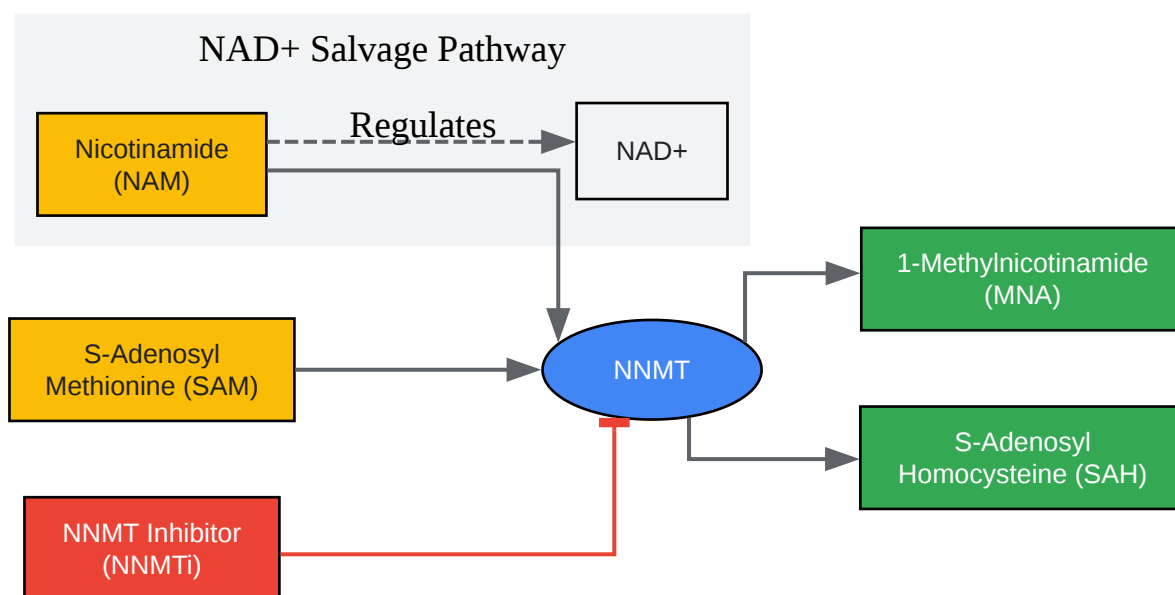 NAD+ Salvage Pathway
Regulates
Nicotinamide
(NAM)
NAD+
1-Methylnicotinamide
(MNA)
S-Adenosyl
Methionine (SAM)
NNMT
S-Adenosyl
Homocysteine (SAH)
NNMT Inhibitor
(NNMTi)